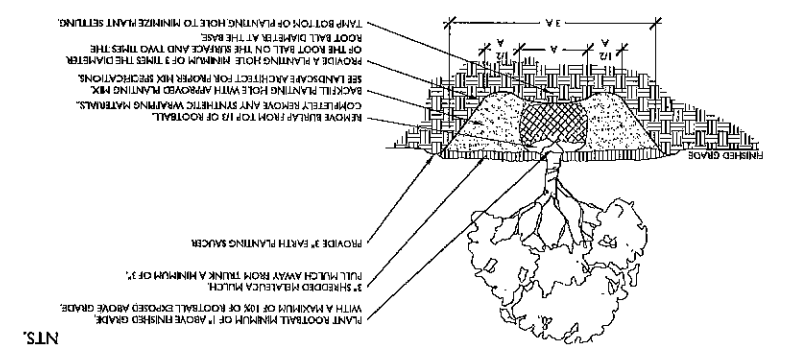 NTS.
PLANT ROOTBALL MINIMUM OF 1" ABOVE FINISHED GRADE,
WITH A MAXIMUM OF 10% OF ROOTBALL EXPOSED ABOVE GRADE.
3" SHREDDED MELALEUCA MULCH.
PULL MULCH AWAY FROM TRUNK A MINIMUM OF 3".
PROVIDE 3" EARTH PLANTING SAUCER
FINISHED GRADE
REMOVE BURLAP FROM TOP 1/3 OF ROOTBALL.
COMPLETELY REMOVE ANY SYNTHETIC WRAPPING MATERIALS.
BACKFILL PLANTING HOLE WITH APPROVED PLANTING MIX.
SEE LANDSCAPE ARCHITECT FOR PROPER MIX SPECIFICATIONS.
PROVIDE A PLANTING HOLE MINIMUM OF 3 TIMES THE DIAMETER
OF THE ROOT BALL ON THE SURFACE AND TWO TIMES THE
ROOT BALL DIAMETER AT THE BASE.
TAMP BOTTOM OF PLANTING HOLE TO MINIMIZE PLANT SETTLING.
1/2
A
A
1/2
A
3 A